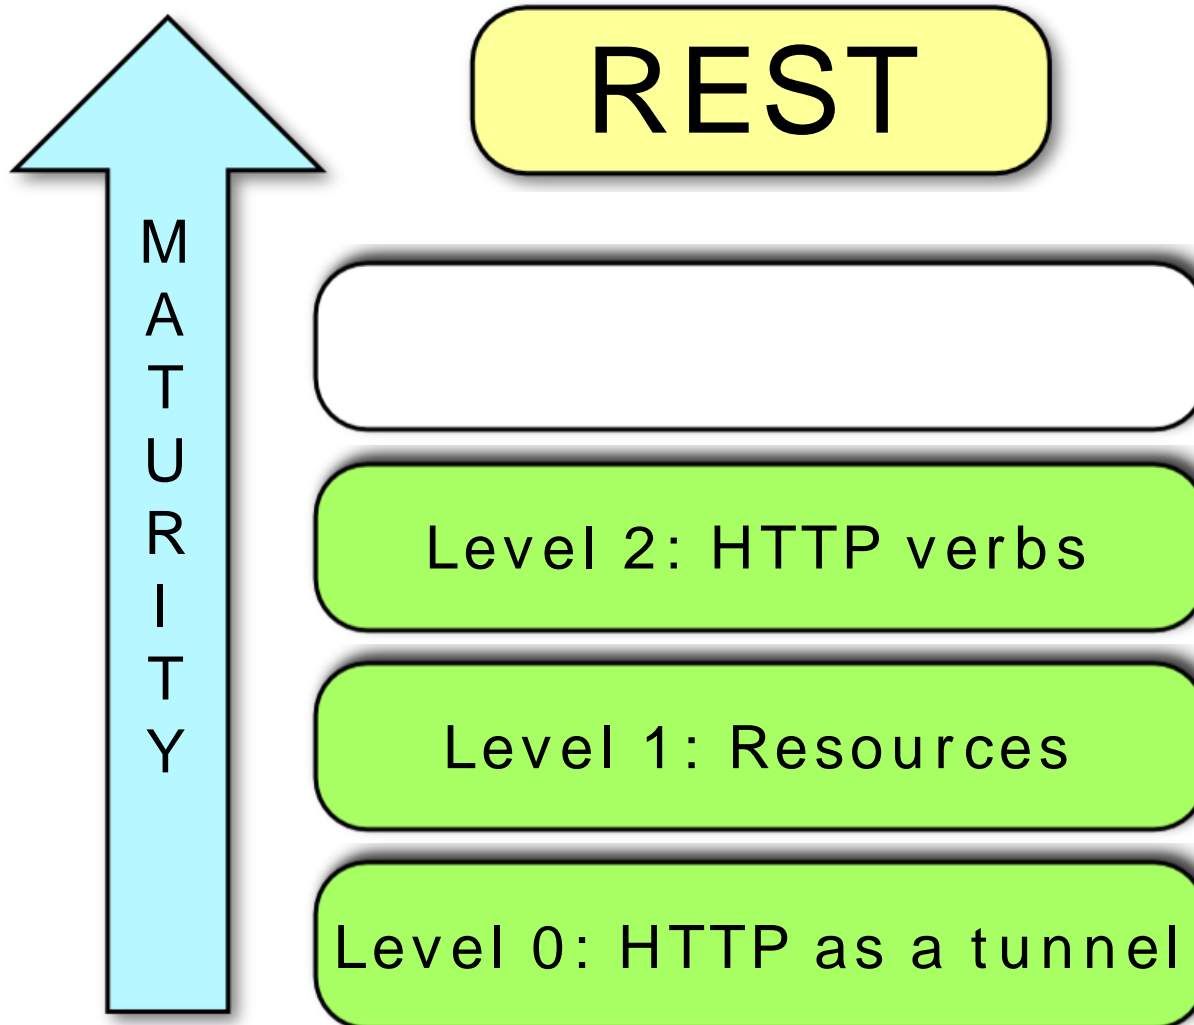 REST
MATURITY
Level 2: HTTP verbs
Level 1: Resources
Level 0: HTTP as a tunnel